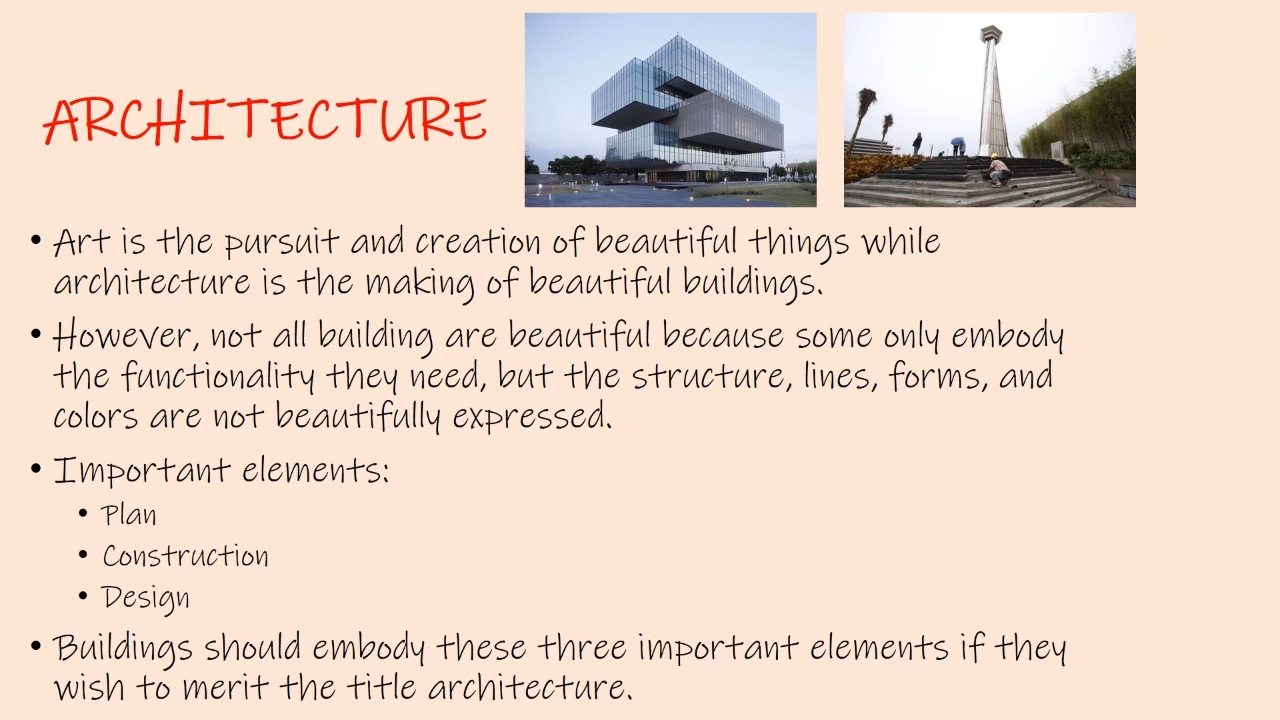 ARCHITECTURE
• Art is the pursuit and creation of beautiful things while
architecture is the making of beautiful buildings.
• However, not all building are beautiful because some only embody
the functionality they need, but the structure, lines, forms, and
colors are not beautifully expressed.
• Important elements:
• Plan
• Construction
• Design
• Buildings should embody these three important elements if they
wish to merit the title architecture.